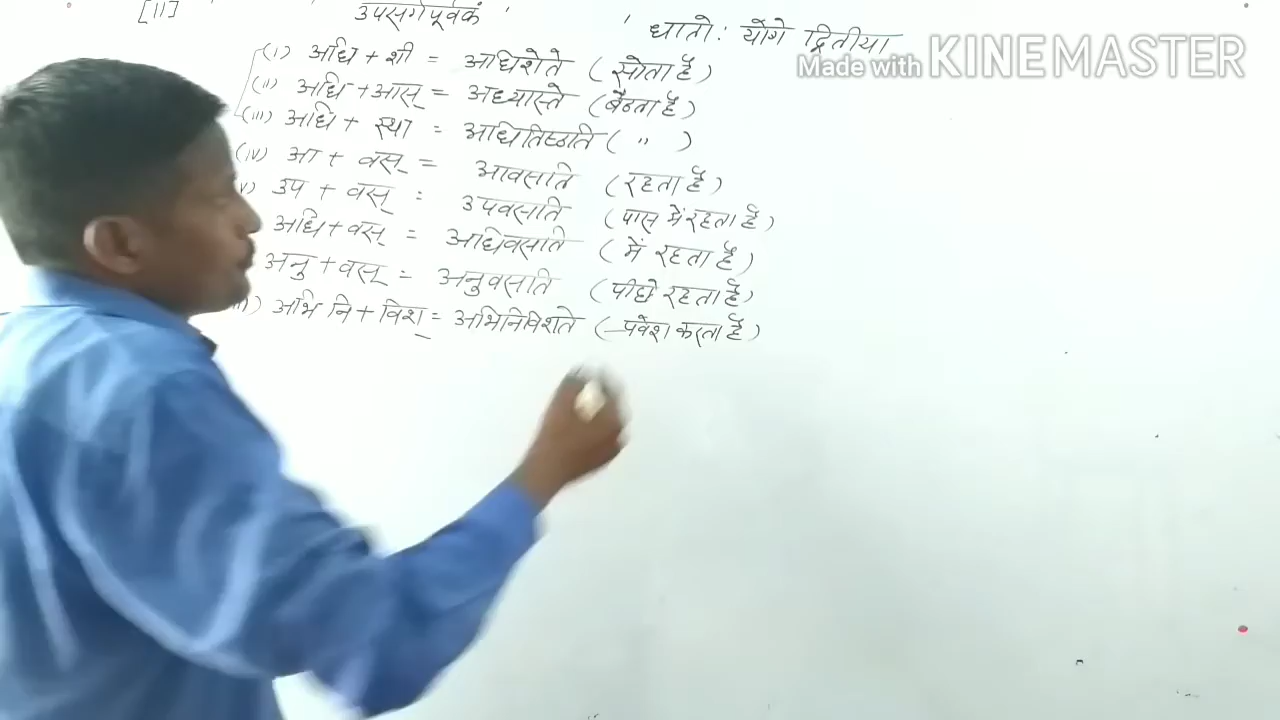 [II] उपसर्गपूर्वकं ' ' धातोः योगे द्वितीया
Made with KINEMASTER
(i) अधि + शी = अधिशेते (सोता है)
(ii) अधि + आस् = अध्यास्ते (बैठता है)
(iii) अधि + स्था = अधितिष्ठति ( " )
(iv) आ + वस् = आवसति (रहता है)
v) उप + वस् = उपवसति (पास में रहता है)
अधि + वस् = अधिवसति (में रहता है)
अनु + वस् = अनुवसति (पीछे रहता है)
) अभि नि + विश् = अभिनिविशते (प्रवेश करता है)